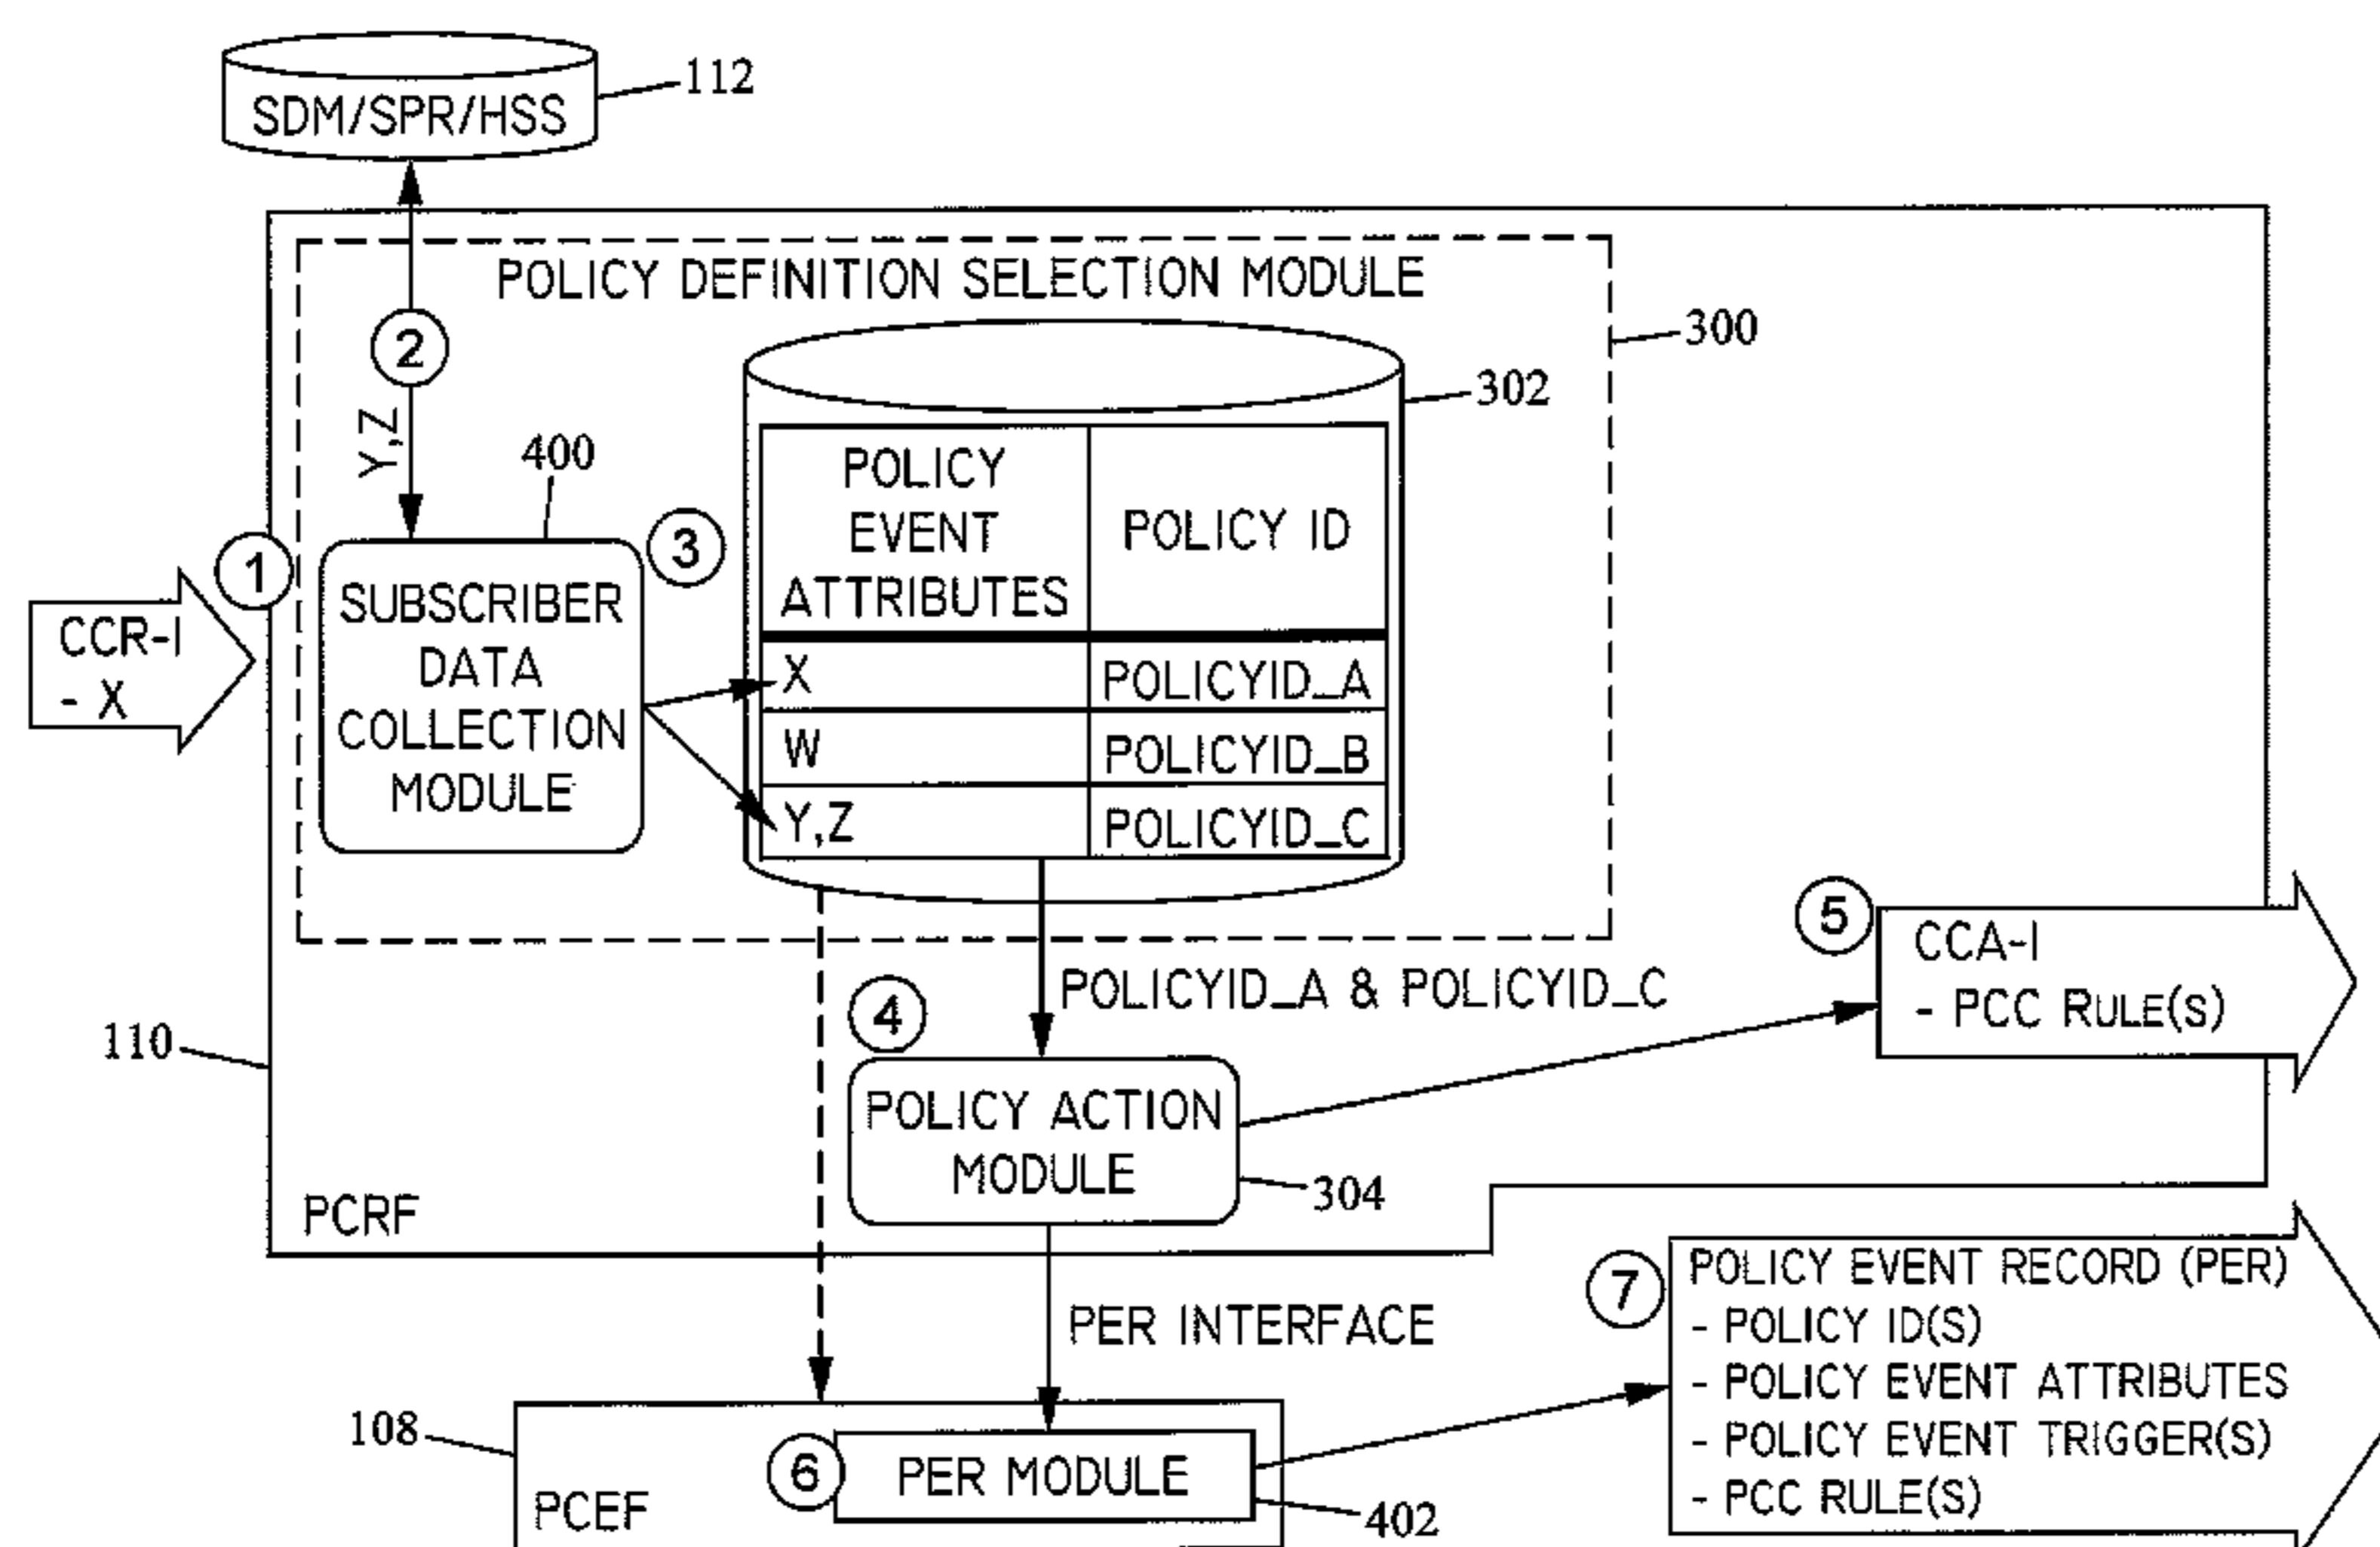 112
SDM/SPR/HSS
POLICY DEFINITION SELECTION MODULE
300
2
302
Y,Z
400
POLICY
EVENT
ATTRIBUTES
POLICY ID
3
1
SUBSCRIBER
DATA
COLLECTION
MODULE
CCR-I
- X
X
POLICYID_A
W
POLICYID_B
Y,Z
POLICYID_C
5
CCA-I
- PCC RULE(S)
POLICYID_A & POLICYID_C
4
110
POLICY ACTION
MODULE
304
PCRF
7
POLICY EVENT RECORD (PER)
- POLICY ID(S)
- POLICY EVENT ATTRIBUTES
- POLICY EVENT TRIGGER(S)
- PCC RULE(S)
PER INTERFACE
108
6
PER MODULE
PCEF
402